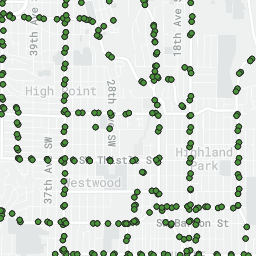 39th Ave
18th Ave S
High Point
28th Ave SW
SW Thistle St
Highland
Park
37th Ave SW
Westwood
SW Barton St